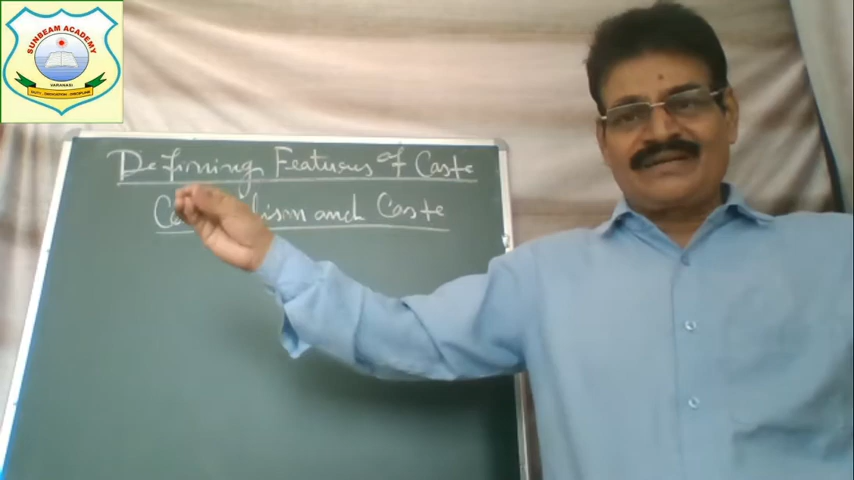 SUNBEAM ACADEMY
VARANASI
Defining Features of Caste
and Caste